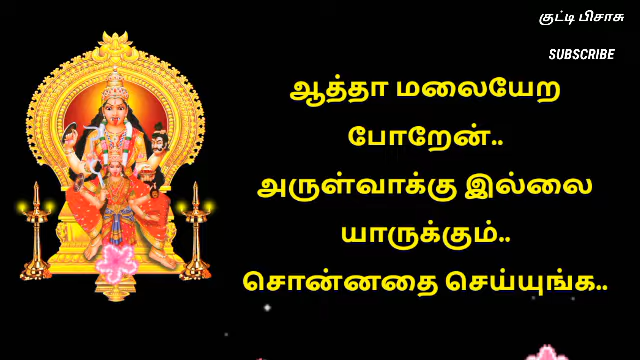 குட்டி பிசாசு
SUBSCRIBE
ஆத்தா மலையேற
போறேன்..
அருள்வாக்கு இல்லை
யாருக்கும்..
சொன்னதை செய்யுங்க..